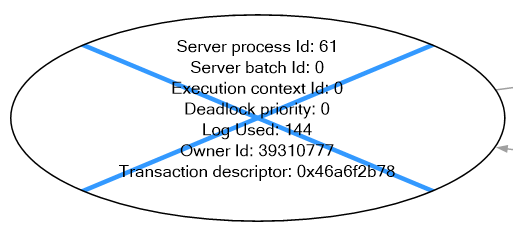 Server process Id: 61
Server batch Id: 0
Execution context Id: 0
Deadlock priority: 0
Log Used: 144
Owner Id: 39310777
Transaction descriptor: 0x46a6f2b78